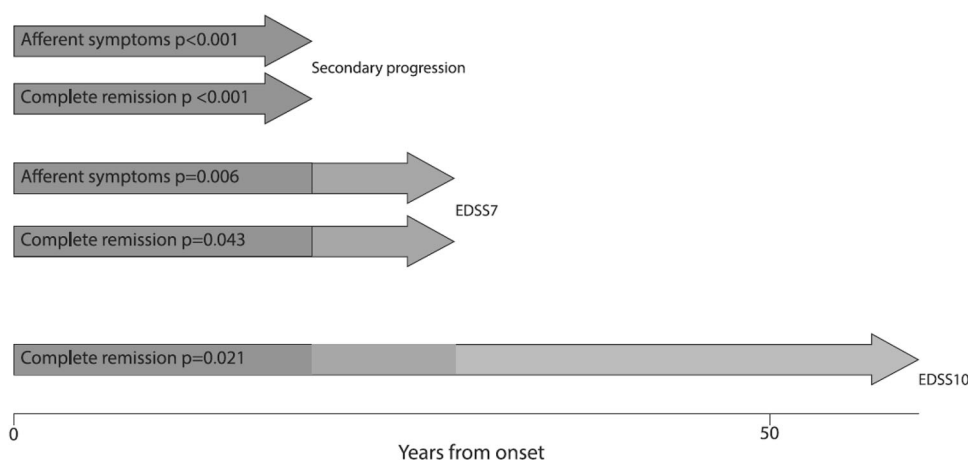 Afferent symptoms p<0.001
Secondary progression
Complete remission p <0.001
Afferent symptoms p=0.006
EDSS7
Complete remission p=0.043
Complete remission p=0.021
EDSS10
0
50
Years from onset